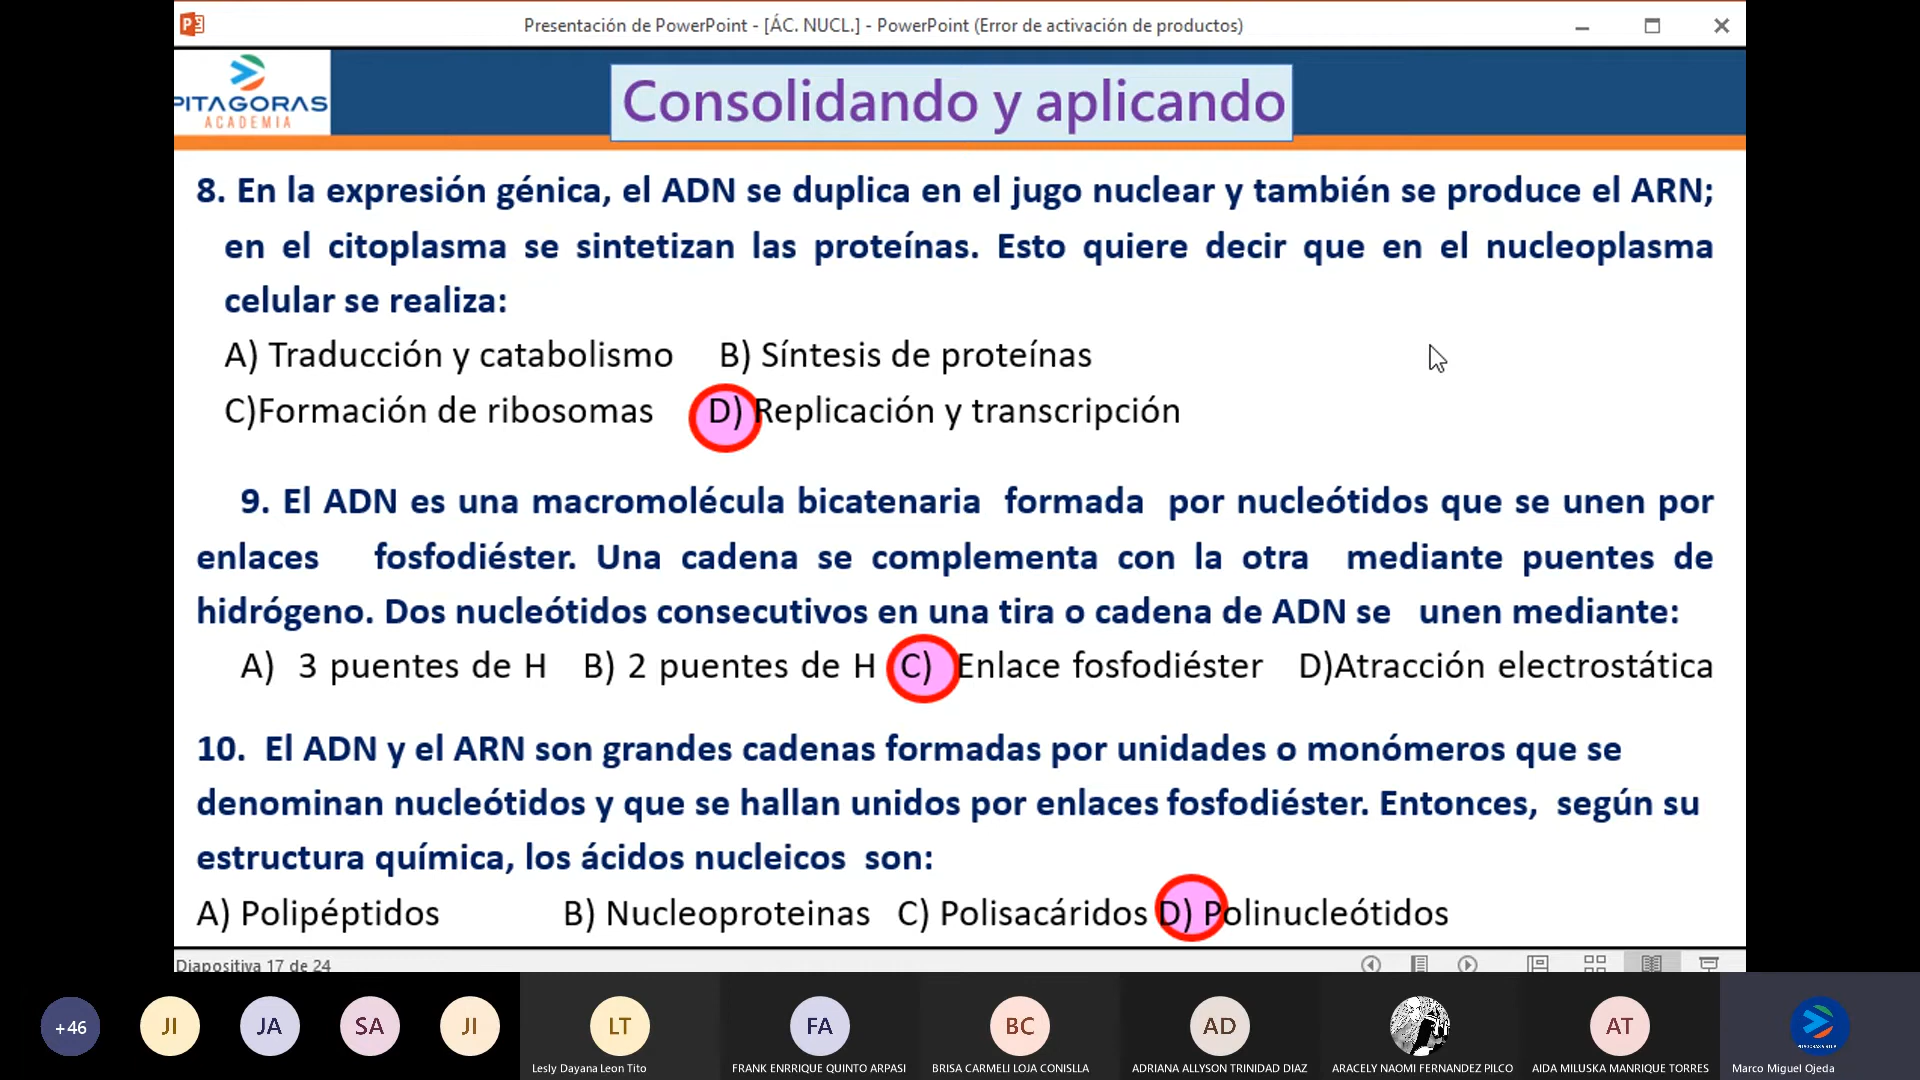 Presentación de PowerPoint - [ÁC. NUCL.] - PowerPoint (Error de activación de productos)
PITAGORAS
ACADEMIA
Consolidando y aplicando
8. En la expresión génica, el ADN se duplica en el jugo nuclear y también se produce el ARN;
en el citoplasma se sintetizan las proteínas. Esto quiere decir que en el nucleoplasma
celular se realiza:
A) Traducción y catabolismo B) Síntesis de proteínas
C)Formación de ribosomas D) Replicación y transcripción
9. El ADN es una macromolécula bicatenaria formada por nucleótidos que se unen por
enlaces fosfodiéster. Una cadena se complementa con la otra mediante puentes de
hidrógeno. Dos nucleótidos consecutivos en una tira o cadena de ADN se unen mediante:
A) 3 puentes de H B) 2 puentes de H C) Enlace fosfodiéster D)Atracción electrostática
10. El ADN y el ARN son grandes cadenas formadas por unidades o monómeros que se
denominan nucleótidos y que se hallan unidos por enlaces fosfodiéster. Entonces, según su
estructura química, los ácidos nucleicos son:
A) Polipéptidos B) Nucleoproteinas C) Polisacáridos D) Polinucleótidos
Diapositiva 17 de 24
+46 JI JA SA JI LT FA BC AD AT
Lesly Dayana Leon Tito FRANK ENRRIQUE QUINTO ARPASI BRISA CARMELI LOJA CONISLLA ADRIANA ALLYSON TRINIDAD DIAZ ARACELY NAOMI FERNANDEZ PILCO AIDA MILUSKA MANRIQUE TORRES Marco Miguel Ojeda